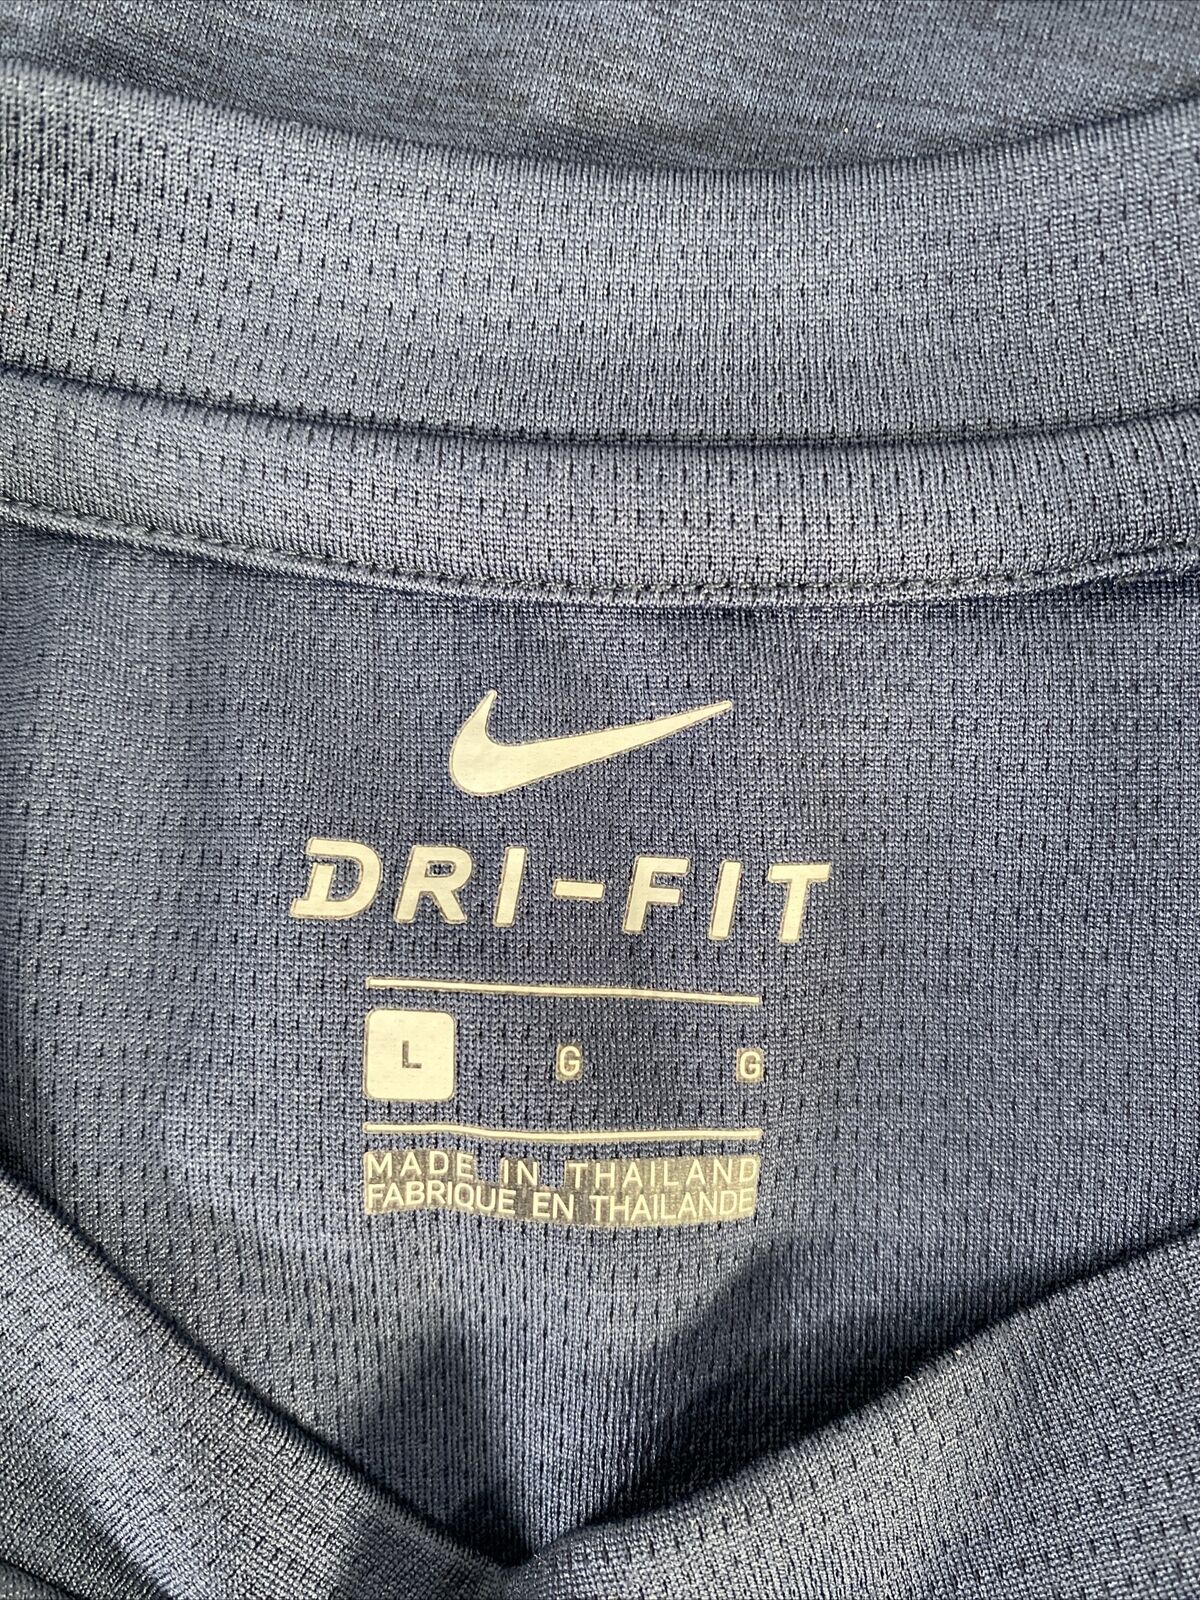 DRI-FIT
L G G
MADE IN THAILAND
FABRIQUE EN THAILANDE